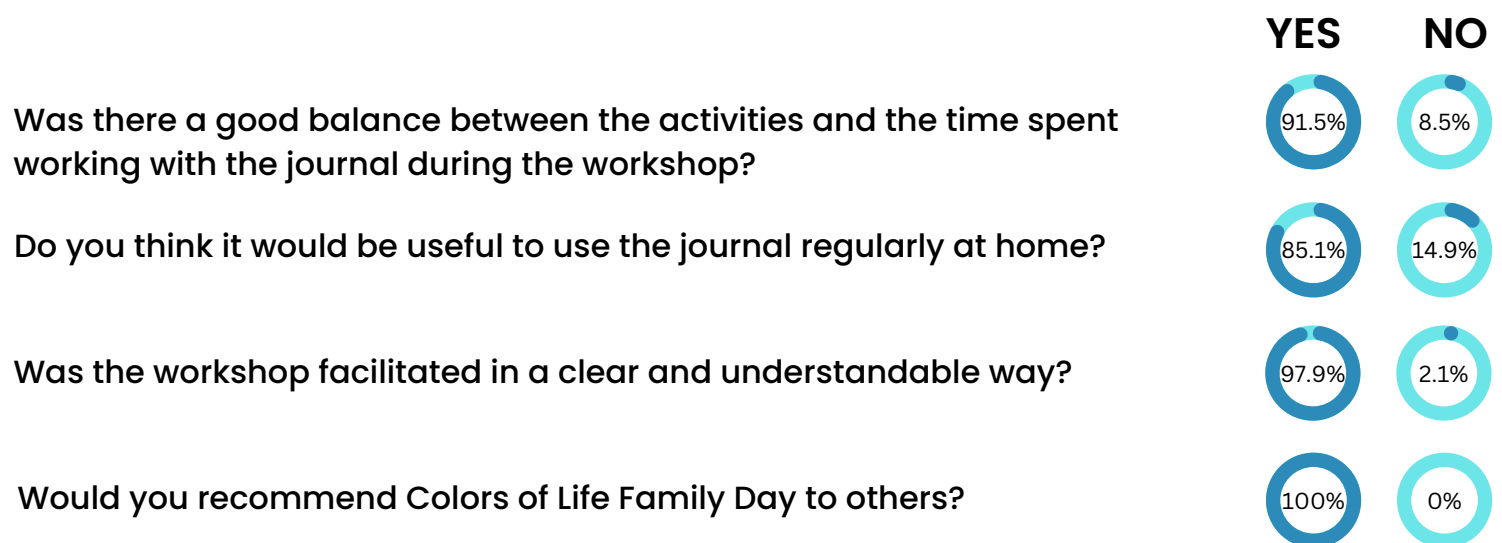 YES NO
Was there a good balance between the activities and the time spent
working with the journal during the workshop?
91.5% 8.5%
Do you think it would be useful to use the journal regularly at home?
85.1% 14.9%
Was the workshop facilitated in a clear and understandable way?
97.9% 2.1%
Would you recommend Colors of Life Family Day to others?
100% 0%